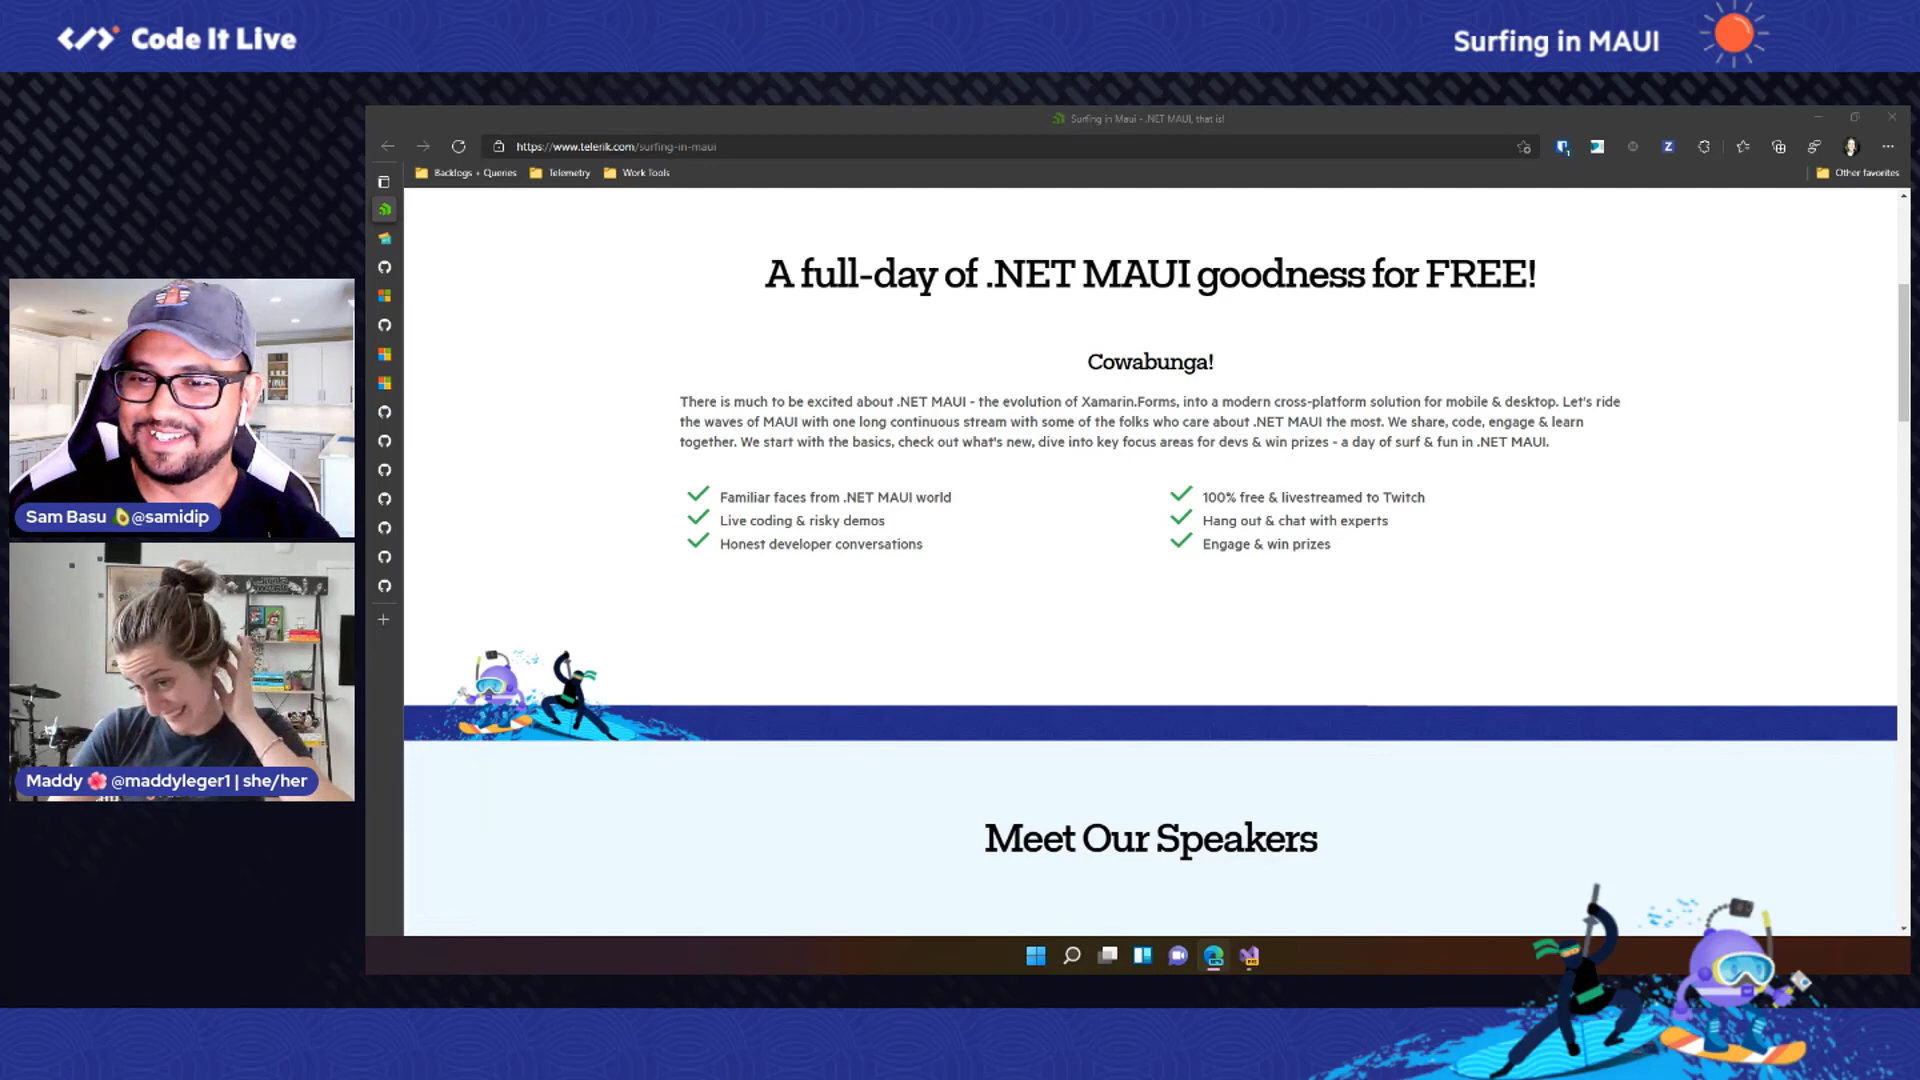 Code It Live
Surfing in MAUI
Surfing in Maui - .NET MAUI, that is!
https://www.telerik.com/surfing-in-maui
Backlogs + Queries
Telemetry
Work Tools
Other favorites
A full-day of .NET MAUI goodness for FREE!
Cowabunga!
There is much to be excited about .NET MAUI - the evolution of Xamarin.Forms, into a modern cross-platform solution for mobile & desktop. Let's ride
the waves of MAUI with one long continuous stream with some of the folks who care about .NET MAUI the most. We share, code, engage & learn
together. We start with the basics, check out what's new, dive into key focus areas for devs & win prizes - a day of surf & fun in .NET MAUI.
Familiar faces from .NET MAUI world
Live coding & risky demos
Honest developer conversations
100% free & livestreamed to Twitch
Hang out & chat with experts
Engage & win prizes
Sam Basu 🥑@samidip
Maddy 🌺 @maddyleger1 | she/her
Meet Our Speakers